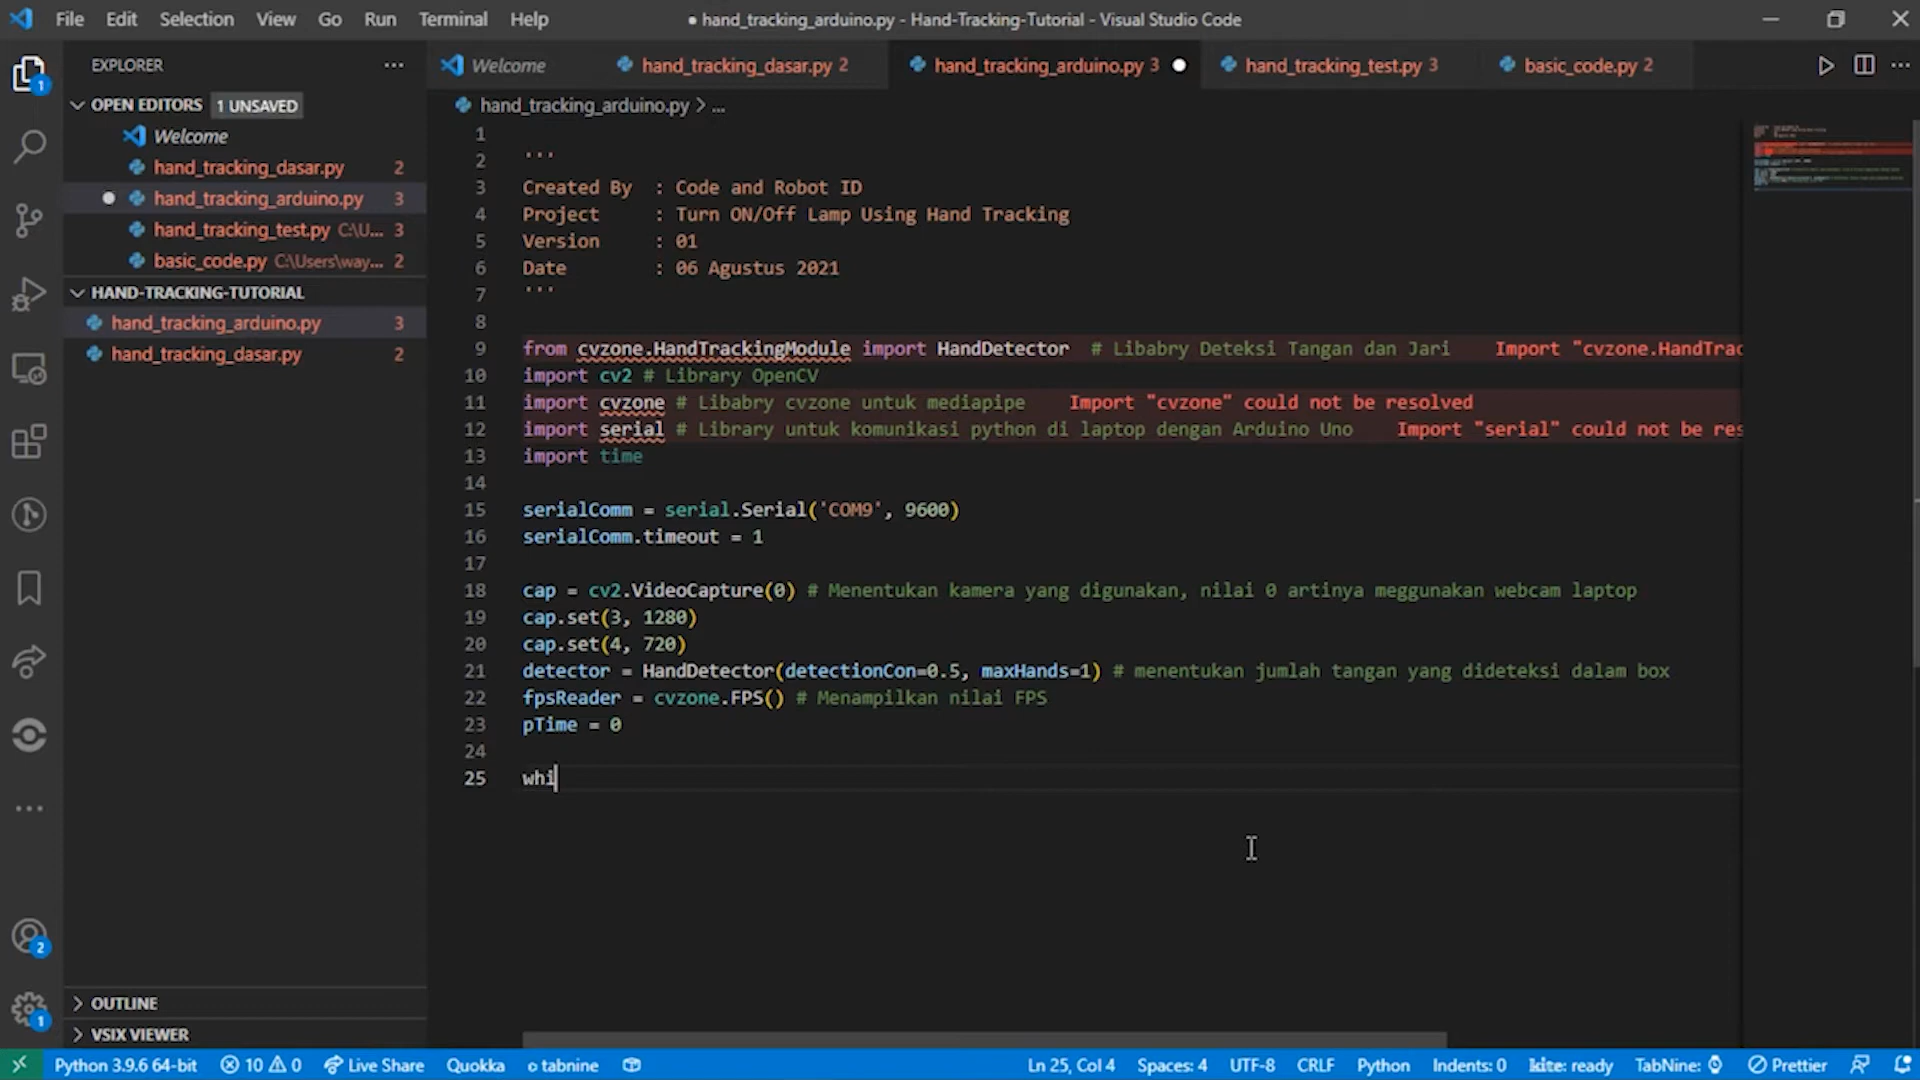 File Edit Selection View Go Run Terminal Help
● hand_tracking_arduino.py - Hand-Tracking-Tutorial - Visual Studio Code
EXPLORER
Welcome
hand_tracking_dasar.py 2
hand_tracking_arduino.py 3
hand_tracking_test.py 3
basic_code.py 2
OPEN EDITORS 1 UNSAVED
Welcome
hand_tracking_dasar.py 2
hand_tracking_arduino.py 3
hand_tracking_test.py C:\U... 3
basic_code.py C:\Users\way... 2
HAND-TRACKING-TUTORIAL
hand_tracking_arduino.py 3
hand_tracking_dasar.py 2
OUTLINE
VSIX VIEWER
hand_tracking_arduino.py > ...
1
2 '''
3 Created By : Code and Robot ID
4 Project : Turn ON/Off Lamp Using Hand Tracking
5 Version : 01
6 Date : 06 Agustus 2021
7 '''
8
9 from cvzone.HandTrackingModule import HandDetector # Libabry Deteksi Tangan dan Jari Import "cvzone.HandTrac
10 import cv2 # Library OpenCV
11 import cvzone # Libabry cvzone untuk mediapipe Import "cvzone" could not be resolved
12 import serial # Library untuk komunikasi python di laptop dengan Arduino Uno Import "serial" could not be res
13 import time
14
15 serialComm = serial.Serial('COM9', 9600)
16 serialComm.timeout = 1
17
18 cap = cv2.VideoCapture(0) # Menentukan kamera yang digunakan, nilai 0 artinya meggunakan webcam laptop
19 cap.set(3, 1280)
20 cap.set(4, 720)
21 detector = HandDetector(detectionCon=0.5, maxHands=1) # menentukan jumlah tangan yang dideteksi dalam box
22 fpsReader = cvzone.FPS() # Menampilkan nilai FPS
23 pTime = 0
24
25 whi
1
2
1
Python 3.9.6 64-bit 10 0 Live Share Quokka tabnine Ln 25, Col 4 Spaces: 4 UTF-8 CRLF Python Indents: 0 kite: ready TabNine: Prettier